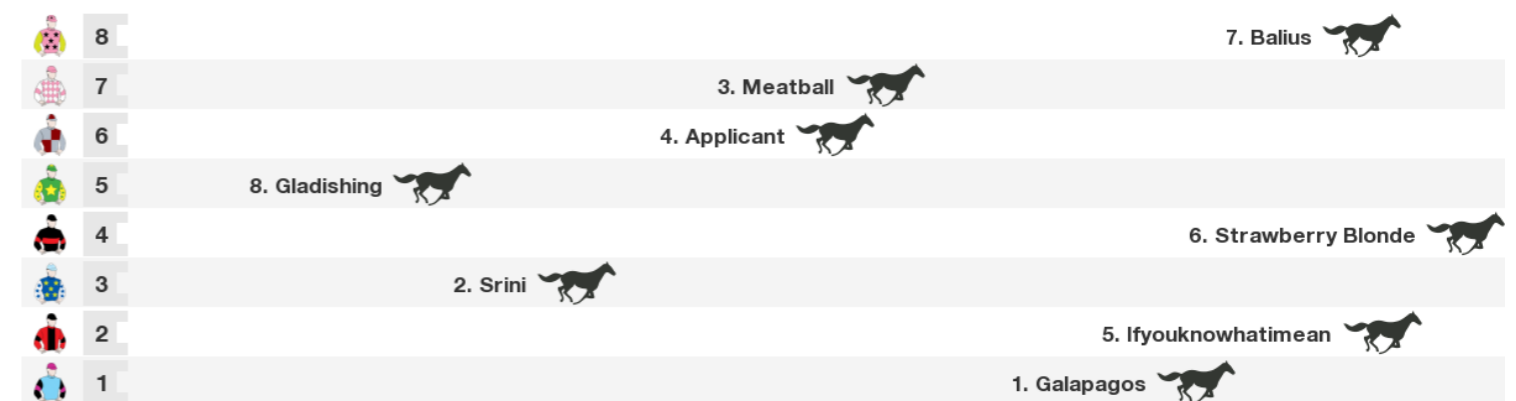 8 7. Balius
7 3. Meatball
6 4. Applicant
5 8. Gladishing
4 6. Strawberry Blonde
3 2. Srini
2 5. Ifyouknowhatimean
1 1. Galapagos